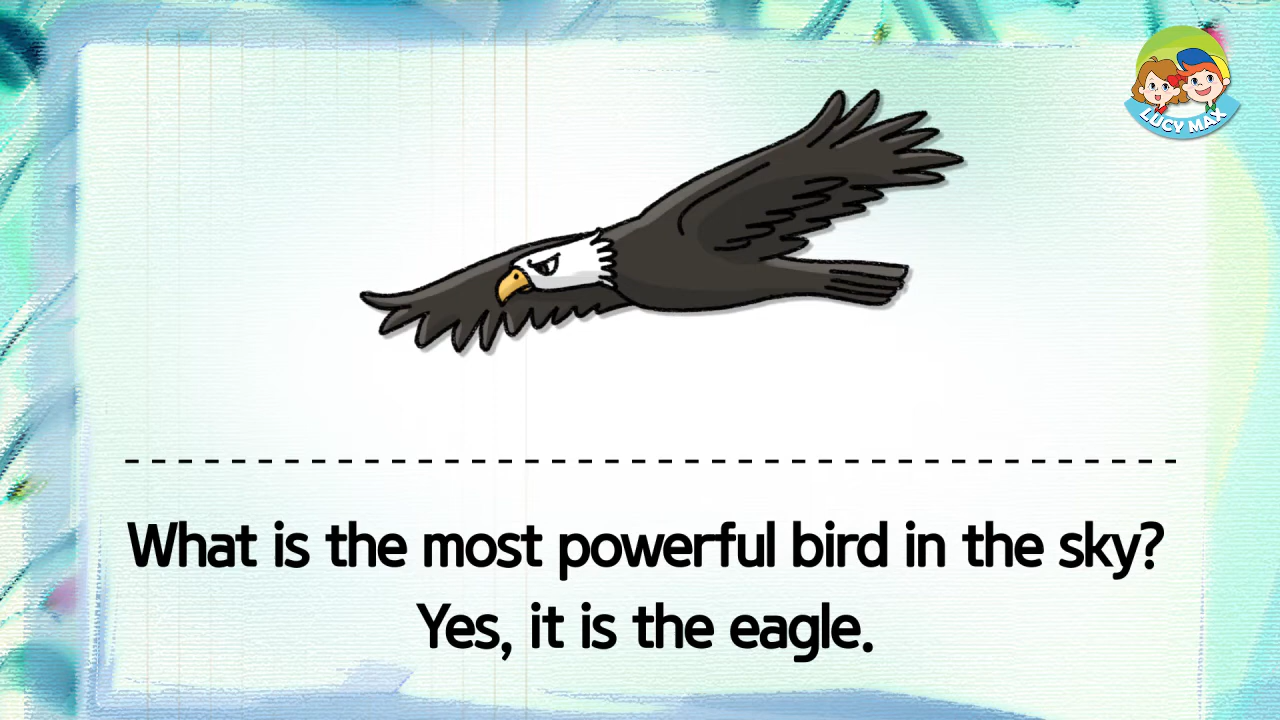 LUCY MAX
What is the most powerful bird in the sky?
Yes, it is the eagle.